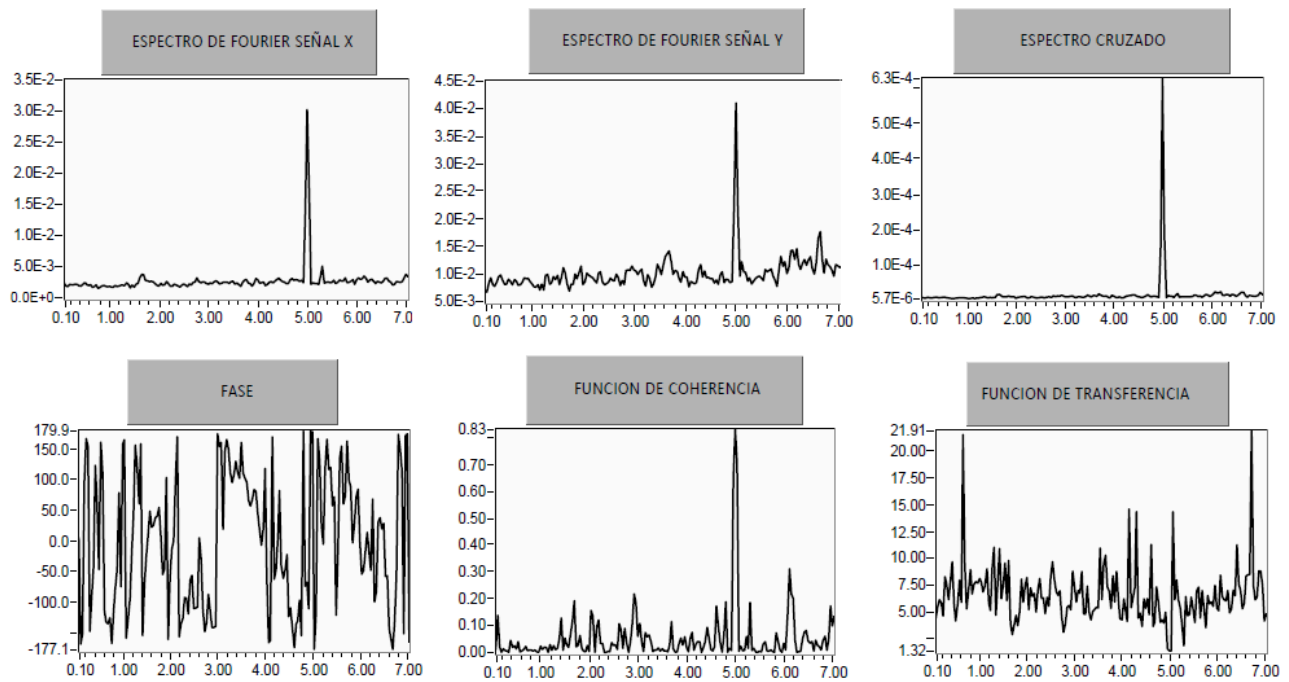 ESPECTRO DE FOURIER SEÑAL X
3.5E-2
3.0E-2
2.5E-2
2.0E-2
1.5E-2
1.0E-2
5.0E-3
0.0E+0
0.10 1.00 2.00 3.00 4.00 5.00 6.00 7.00
ESPECTRO DE FOURIER SEÑAL Y
4.5E-2
4.0E-2
3.5E-2
3.0E-2
2.5E-2
2.0E-2
1.5E-2
1.0E-2
5.0E-3
0.10 1.00 2.00 3.00 4.00 5.00 6.00 7.00
ESPECTRO CRUZADO
6.3E-4
5.0E-4
4.0E-4
3.0E-4
2.0E-4
1.0E-4
5.7E-6
0.10 1.00 2.00 3.00 4.00 5.00 6.00 7.00
FASE
179.9
150.0
100.0
50.0
0.0
-50.0
-100.0
-177.1
0.10 1.00 2.00 3.00 4.00 5.00 6.00 7.00
FUNCION DE COHERENCIA
0.83
0.70
0.60
0.50
0.40
0.30
0.20
0.10
0.00
0.10 1.00 2.00 3.00 4.00 5.00 6.00 7.00
FUNCION DE TRANSFERENCIA
21.91
20.00
17.50
15.00
12.50
10.00
7.50
5.00
1.32
0.10 1.00 2.00 3.00 4.00 5.00 6.00 7.00